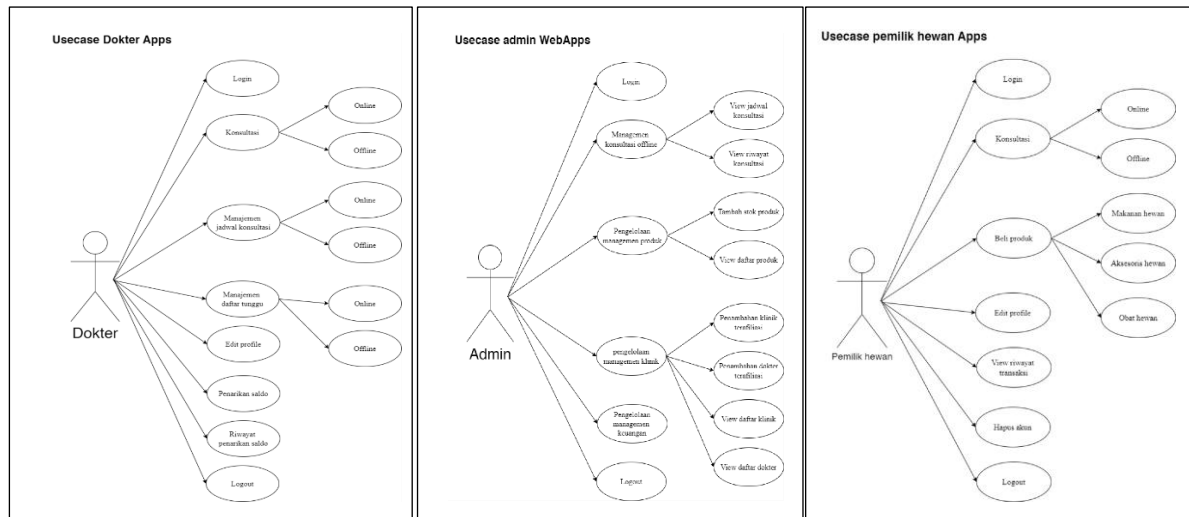 Usecase Dokter Apps
Login
Konsultasi
Online
Offline
Manajemen
jadwal konsultasi
Online
Offline
Manajemen
daftar tunggu
Online
Offline
Edit profile
Penarikan saldo
Riwayat
penarikan saldo
Logout
Dokter
Usecase admin WebApps
Login
Managemen
konsultasi offline
View jadwal
konsultasi
View riwayat
konsultasi
Pengelolaan
managemen produk
Tambah stok produk
View daftar produk
pengelolaan
managemen klinik
Penambahan klinik
terafiliasi
Penambahan dokter
terafiliasi
View daftar klinik
View daftar dokter
Pengelolaan
managemen
keuangan
Logout
Admin
Usecase pemilik hewan Apps
Login
Konsultasi
Online
Offline
Beli produk
Makanan hewan
Aksesoris hewan
Obat hewan
Edit profile
View riwayat
transaksi
Hapus akun
Logout
Pemilik hewan